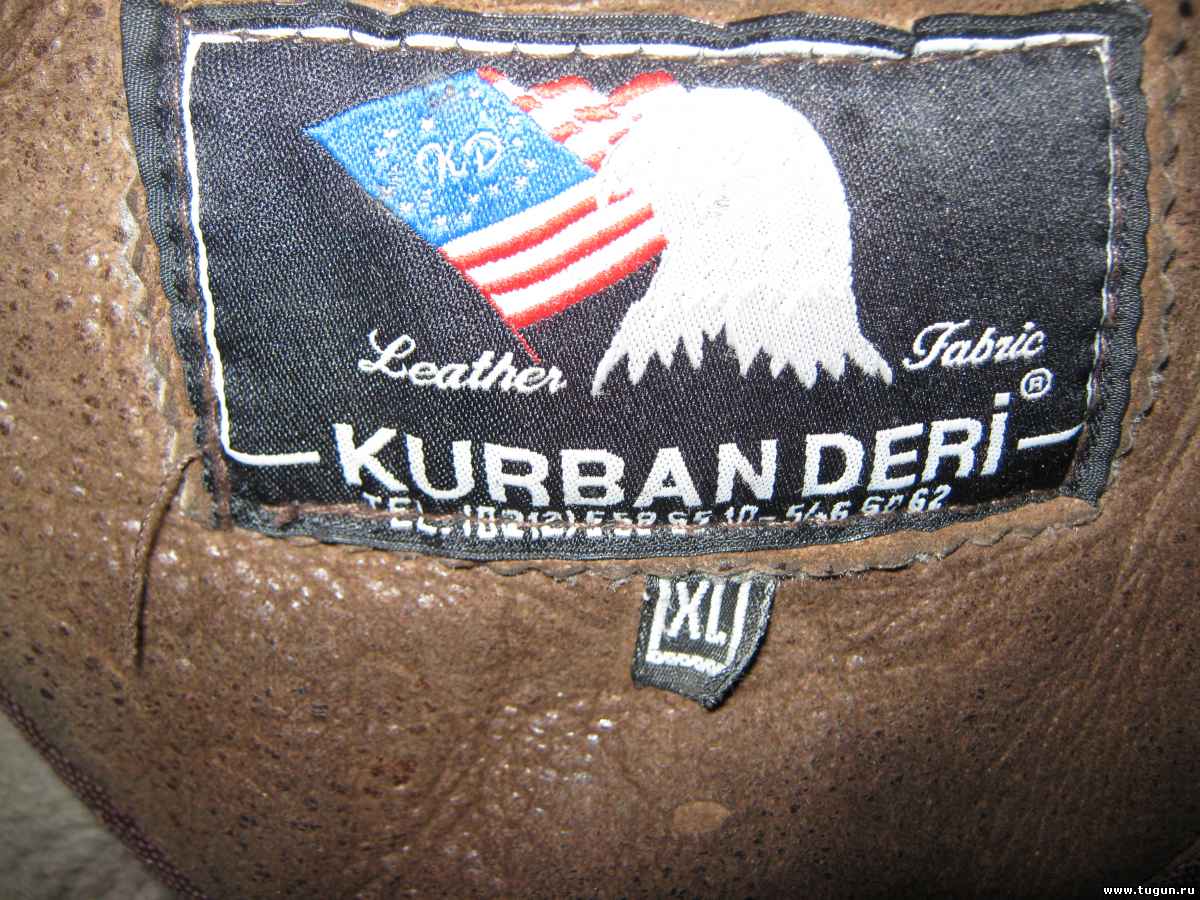 KD
Leather Fabric ®
KURBAN DERİ
XL
www.tugun.ru